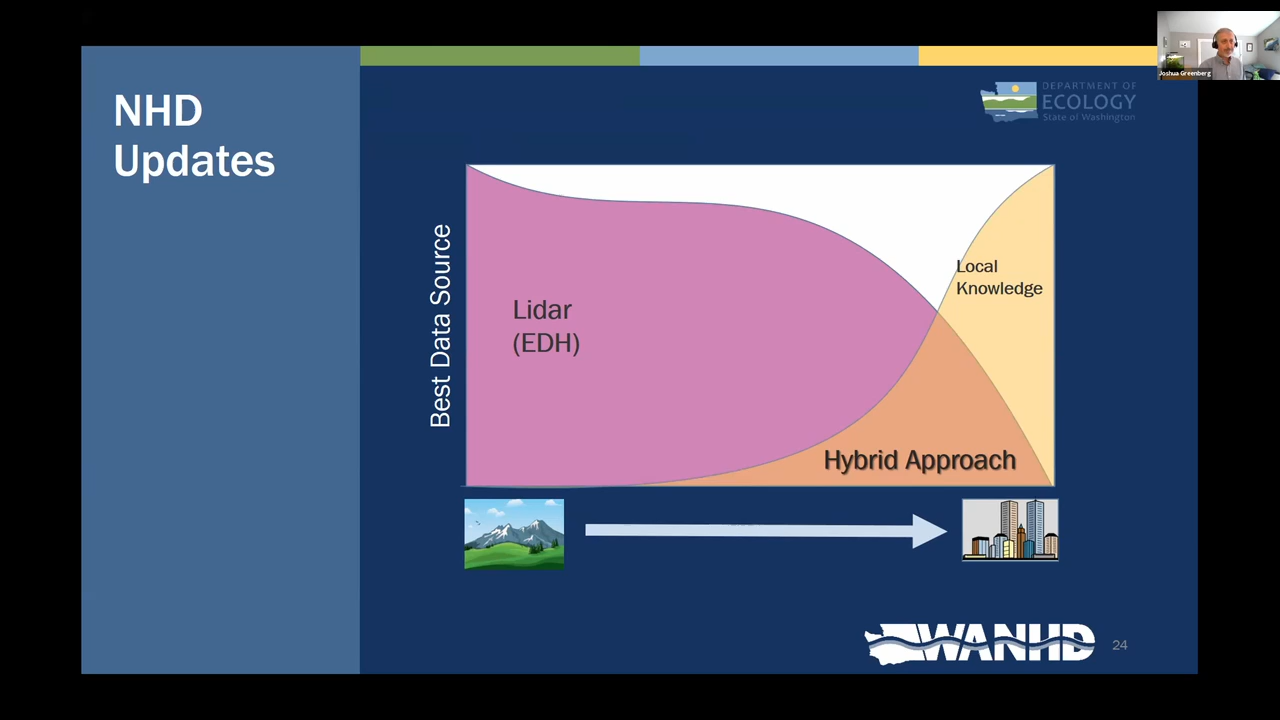 NHD
Updates
Joshua Greenberg
DEPARTMENT OF
ECOLOGY
State of Washington
Best Data Source
Lidar
(EDH)
Local
Knowledge
Hybrid Approach
WANHD
24